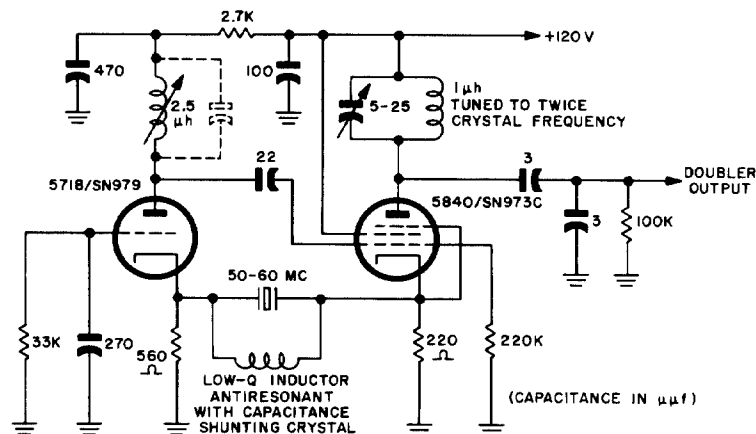 2.7K
+120 V
470
100
2.5
μh
5-25
1μh
TUNED TO TWICE
CRYSTAL FREQUENCY
22
3
DOUBLER
OUTPUT
5718/SN979
5840/SN973C
3
100K
50-60 MC
33K
270
560
Ω
220
Ω
220K
LOW-Q INDUCTOR
ANTIRESONANT
WITH CAPACITANCE
SHUNTING CRYSTAL
(CAPACITANCE IN μμf)